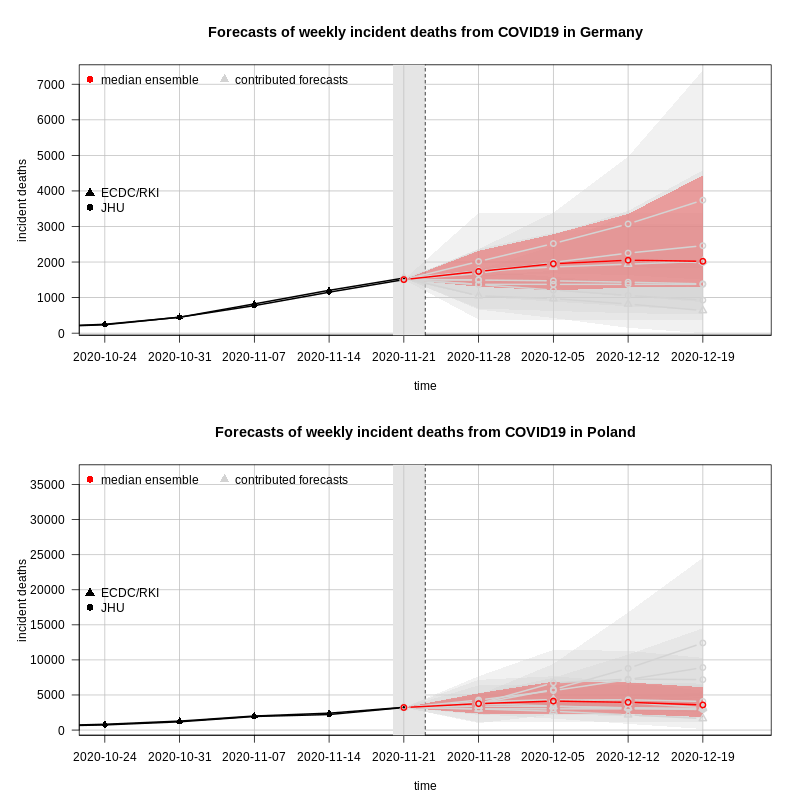 Forecasts of weekly incident deaths from COVID19 in Germany
median ensemble contributed forecasts
ECDC/RKI
JHU
incident deaths
7000
6000
5000
4000
3000
2000
1000
0
2020-10-24 2020-10-31 2020-11-07 2020-11-14 2020-11-21 2020-11-28 2020-12-05 2020-12-12 2020-12-19
time
Forecasts of weekly incident deaths from COVID19 in Poland
median ensemble contributed forecasts
ECDC/RKI
JHU
incident deaths
35000
30000
25000
20000
15000
10000
5000
0
2020-10-24 2020-10-31 2020-11-07 2020-11-14 2020-11-21 2020-11-28 2020-12-05 2020-12-12 2020-12-19
time